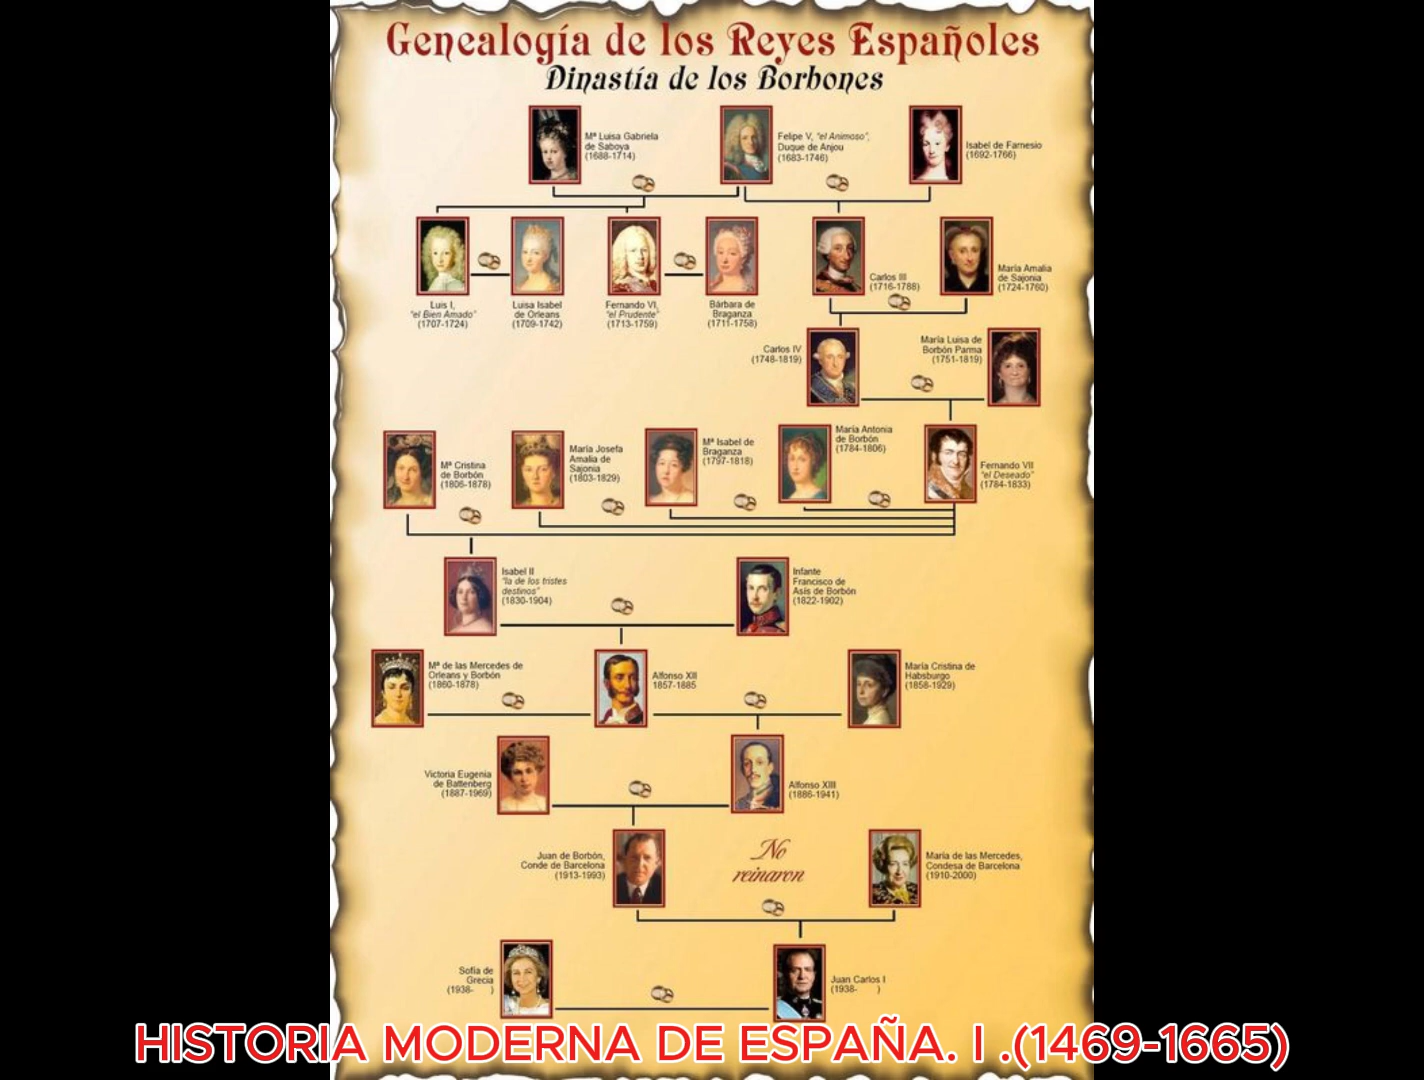 Genealogía de los Reyes Españoles
Dinastía de los Borbones
Mª Luisa Gabriela
de Saboya
(1688-1714)
Felipe V, "el Animoso",
Duque de Anjou
(1683-1746)
Isabel de Farnesio
(1692-1766)
Luis I,
"el Bien Amado"
(1707-1724)
Luisa Isabel
de Orleans
(1709-1742)
Fernando VI,
"el Prudente"
(1713-1759)
Bárbara de
Braganza
(1711-1758)
Carlos III
(1716-1788)
María Amalia
de Sajonia
(1724-1760)
Carlos IV
(1748-1819)
María Luisa de
Borbón Parma
(1751-1819)
Mª Cristina
de Borbón
(1806-1878)
María Josefa
Amalia de
Sajonia
(1803-1829)
Mª Isabel de
Braganza
(1797-1818)
María Antonia
de Borbón
(1784-1806)
Fernando VII
"el Deseado"
(1784-1833)
Isabel II
"la de los tristes
destinos"
(1830-1904)
Infante
Francisco de
Asís de Borbón
(1822-1902)
Mª de las Mercedes de
Orleans y Borbón
(1860-1878)
Alfonso XII
1857-1885
María Cristina de
Habsburgo
(1858-1929)
Victoria Eugenia
de Battenberg
(1887-1969)
Alfonso XIII
(1886-1941)
Juan de Borbón,
Conde de Barcelona
(1913-1993)
No
reinaron
María de las Mercedes,
Condesa de Barcelona
(1910-2000)
Sofía de
Grecia
(1938- )
Juan Carlos I
(1938- )
HISTORIA MODERNA DE ESPAÑA. I .(1469-1665)